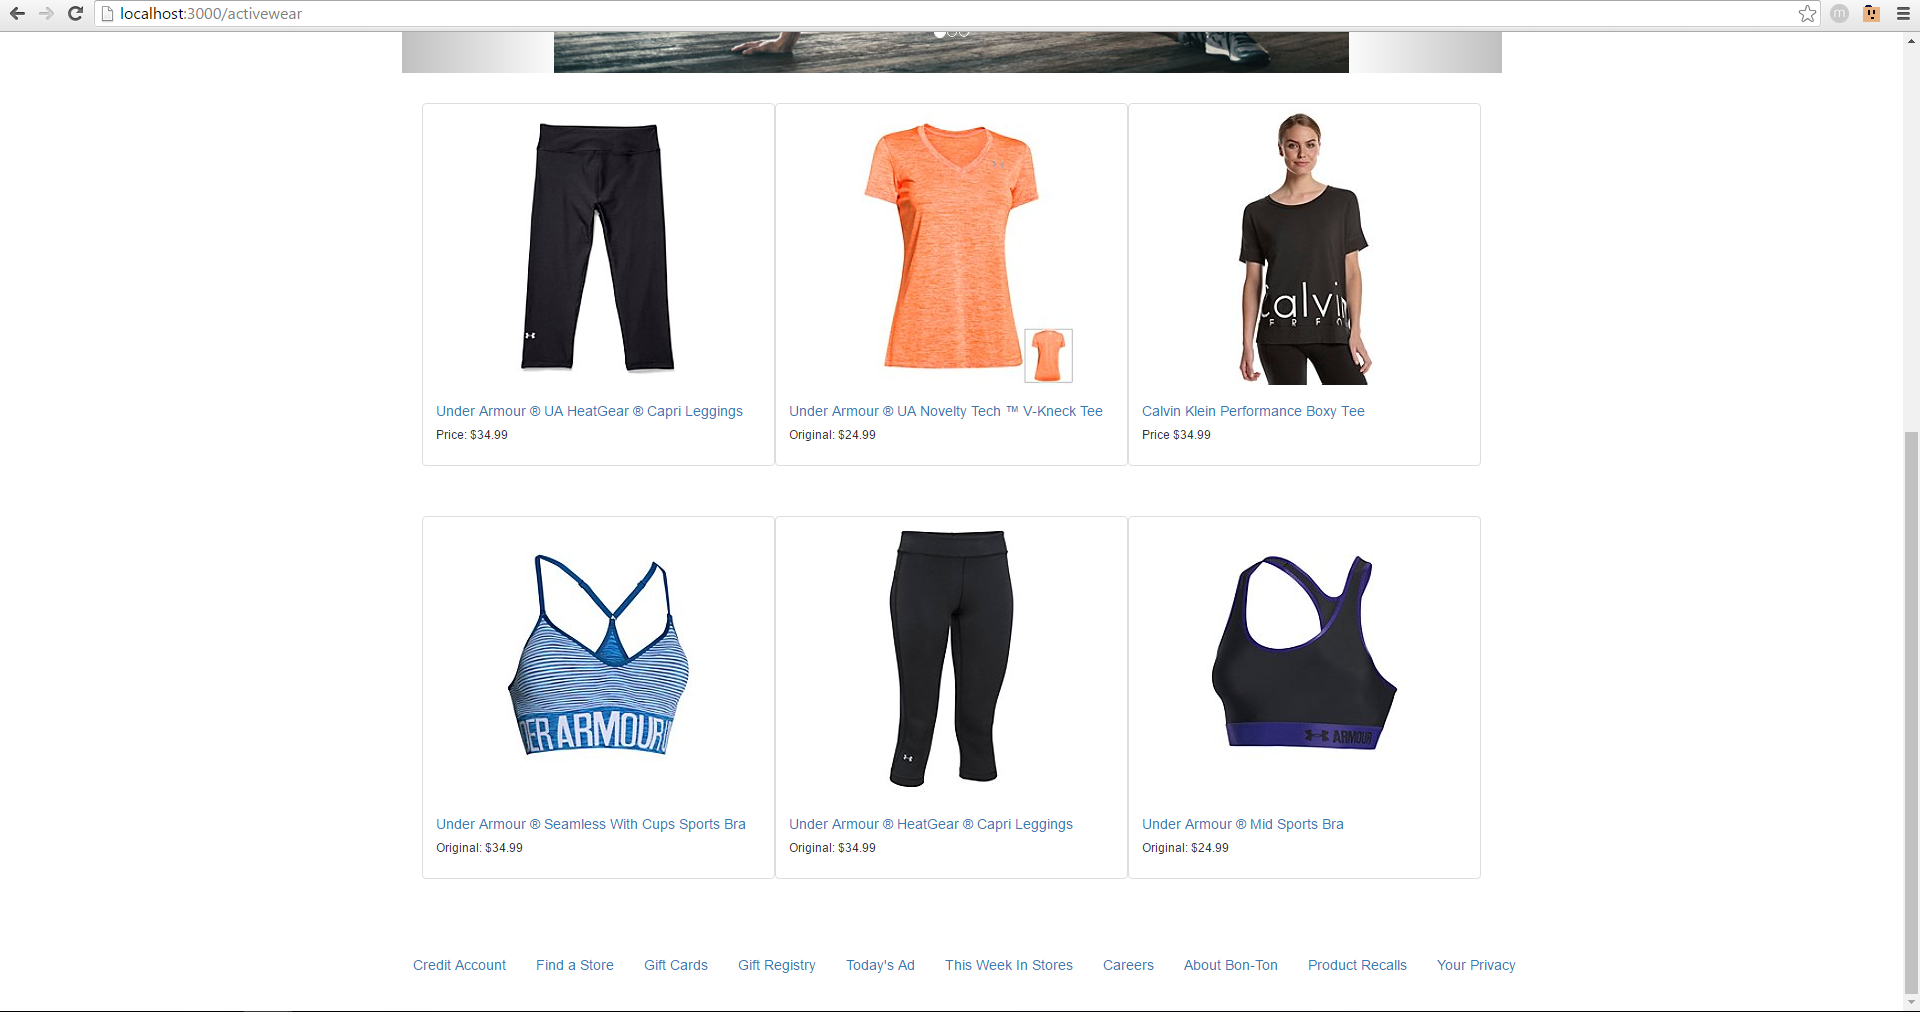 localhost:3000/activewear
m
Calvin
Under Armour ® UA HeatGear ® Capri Leggings
Price: $34.99
Under Armour ® UA Novelty Tech ™ V-Kneck Tee
Original: $24.99
Calvin Klein Performance Boxy Tee
Price $34.99
DER ARMOUR
ARMOUR
Under Armour ® Seamless With Cups Sports Bra
Original: $34.99
Under Armour ® HeatGear ® Capri Leggings
Original: $34.99
Under Armour ® Mid Sports Bra
Original: $24.99
Credit Account Find a Store Gift Cards Gift Registry Today's Ad This Week In Stores Careers About Bon-Ton Product Recalls Your Privacy